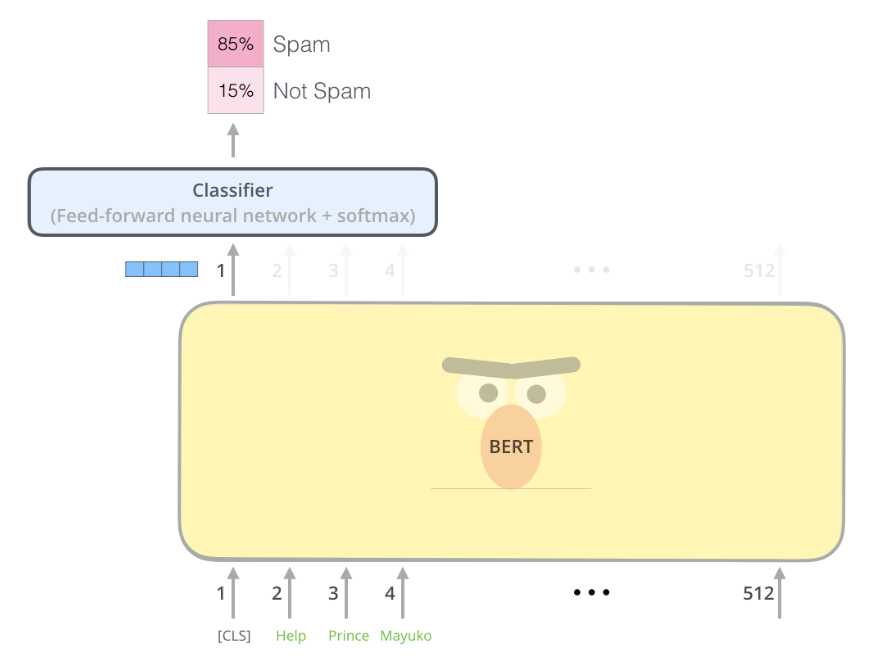 85% Spam
15% Not Spam
Classifier
(Feed-forward neural network + softmax)
1 2 3 4 ••• 512
BERT
1 2 3 4 ••• 512
[CLS] Help Prince Mayuko